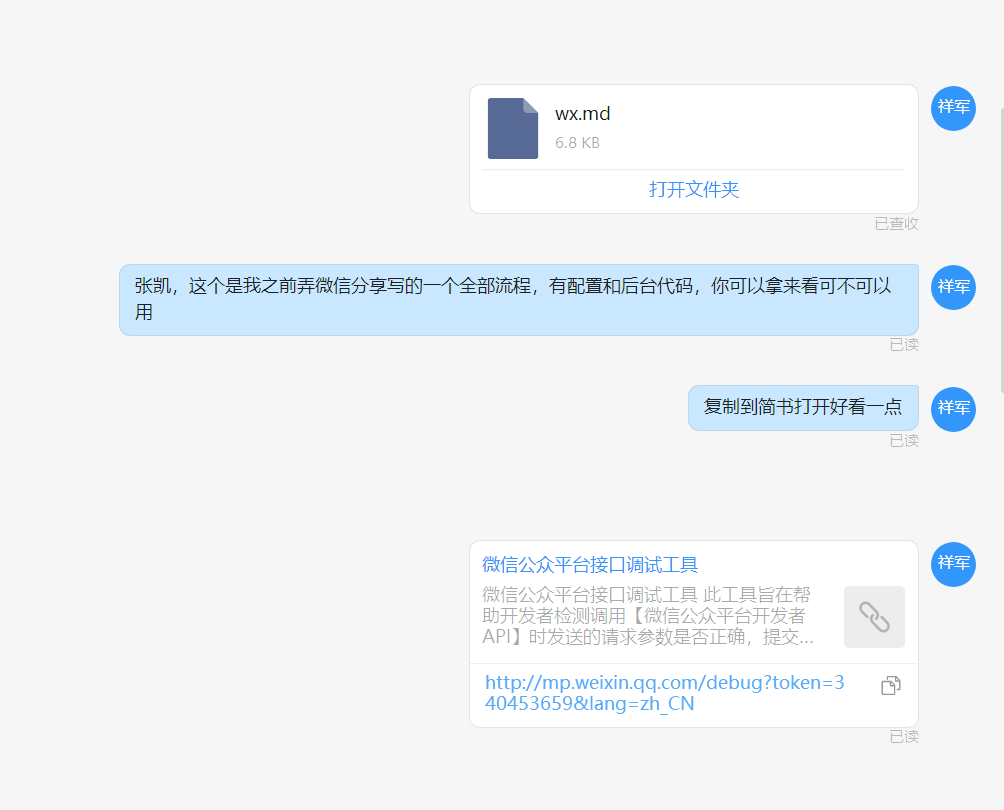 wx.md
祥军
6.8 KB
打开文件夹
已查收
张凯，这个是我之前弄微信分享写的一个全部流程，有配置和后台代码，你可以拿来看可不可以
用
祥军
已读
复制到简书打开好看一点
祥军
已读
微信公众平台接口调试工具
祥军
微信公众平台接口调试工具 此工具旨在帮
助开发者检测调用【微信公众平台开发者
API】时发送的请求参数是否正确，提交...
http://mp.weixin.qq.com/debug?token=3
40453659&lang=zh_CN
已读